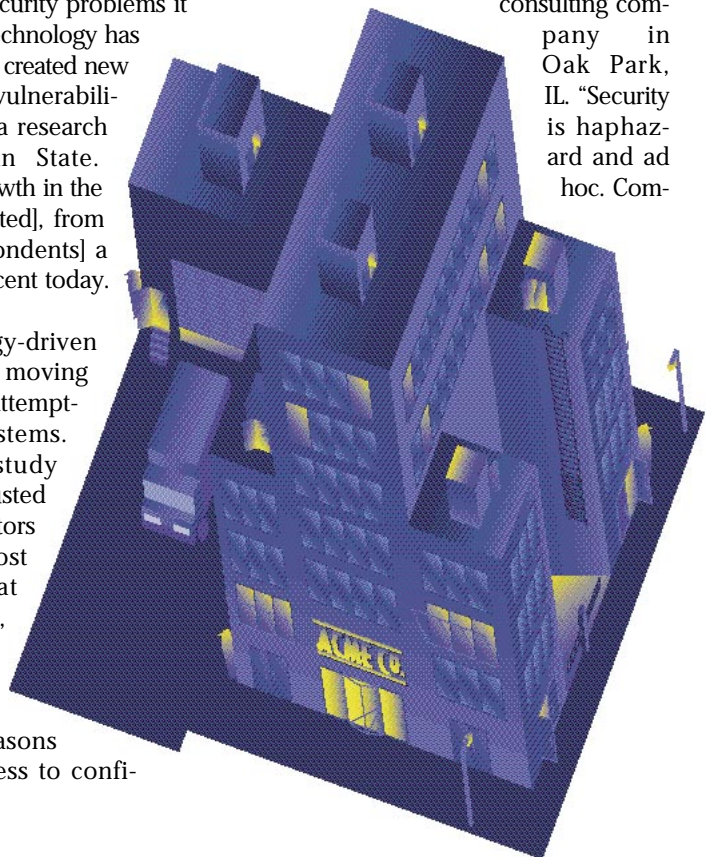 curity problems it
echnology has
created new
vulnerabili-
a research
n State.
wth in the
ted], from
ondents] a
cent today.
gy-driven
moving
ttempt-
stems.
study
usted
tors
ost
at
,
asons
ess to confi-
consulting com-
pany in
Oak Park,
IL. “Security
is haphaz-
ard and ad
hoc. Com-
ACME CO.